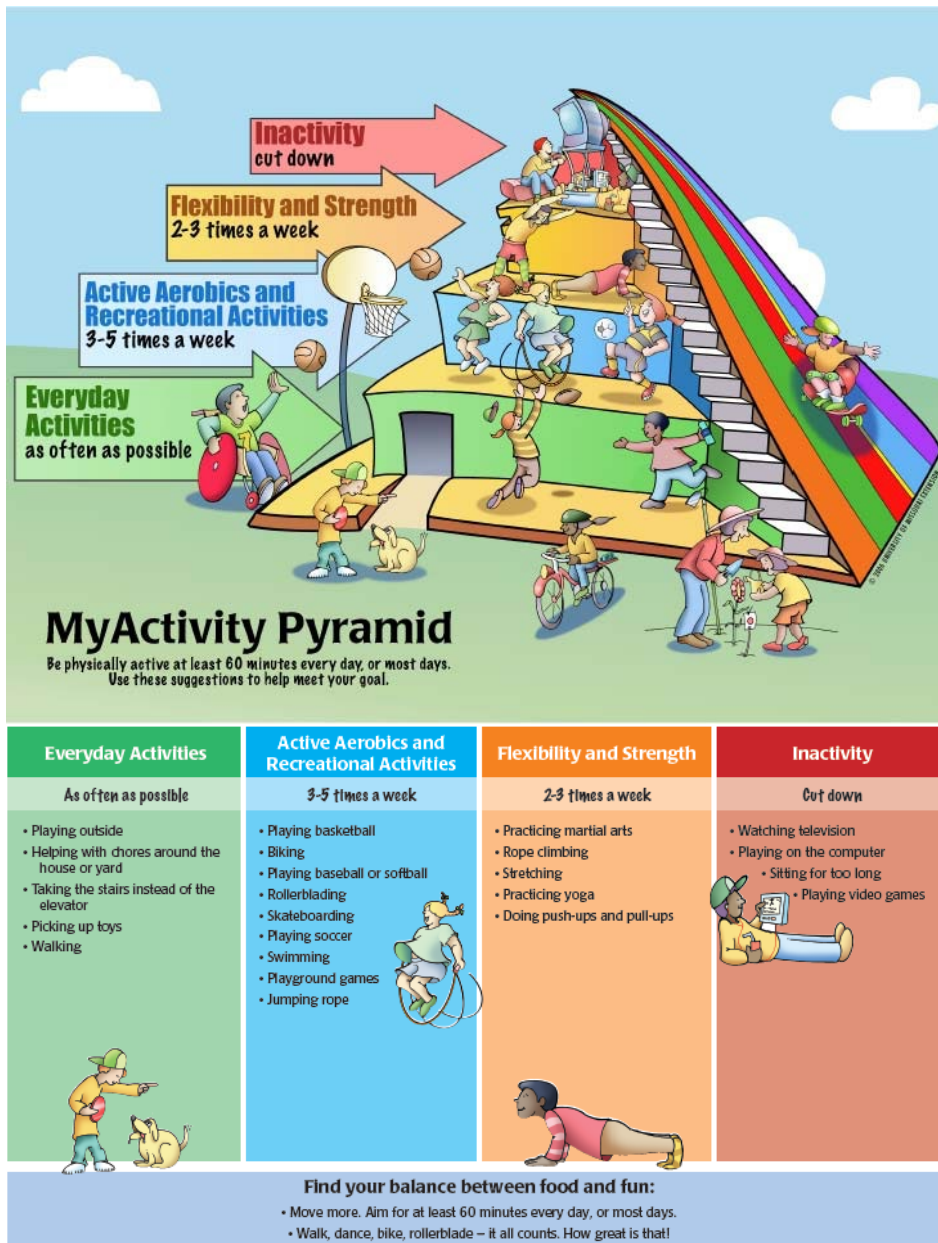 Inactivity
cut down
Flexibility and Strength
2-3 times a week
Active Aerobics and
Recreational Activities
3-5 times a week
Everyday
Activities
as often as possible
© 2006 UNIVERSITY OF MISSOURI EXTENSION
MyActivity Pyramid
Be physically active at least 60 minutes every day, or most days.
Use these suggestions to help meet your goal.
Everyday Activities
As often as possible
• Playing outside
• Helping with chores around the
house or yard
• Taking the stairs instead of the
elevator
• Picking up toys
• Walking
Active Aerobics and
Recreational Activities
3-5 times a week
• Playing basketball
• Biking
• Playing baseball or softball
• Rollerblading
• Skateboarding
• Playing soccer
• Swimming
• Playground games
• Jumping rope
Flexibility and Strength
2-3 times a week
• Practicing martial arts
• Rope climbing
• Stretching
• Practicing yoga
• Doing push-ups and pull-ups
Inactivity
Cut down
• Watching television
• Playing on the computer
• Sitting for too long
• Playing video games
Find your balance between food and fun:
• Move more. Aim for at least 60 minutes every day, or most days.
• Walk, dance, bike, rollerblade – it all counts. How great is that!